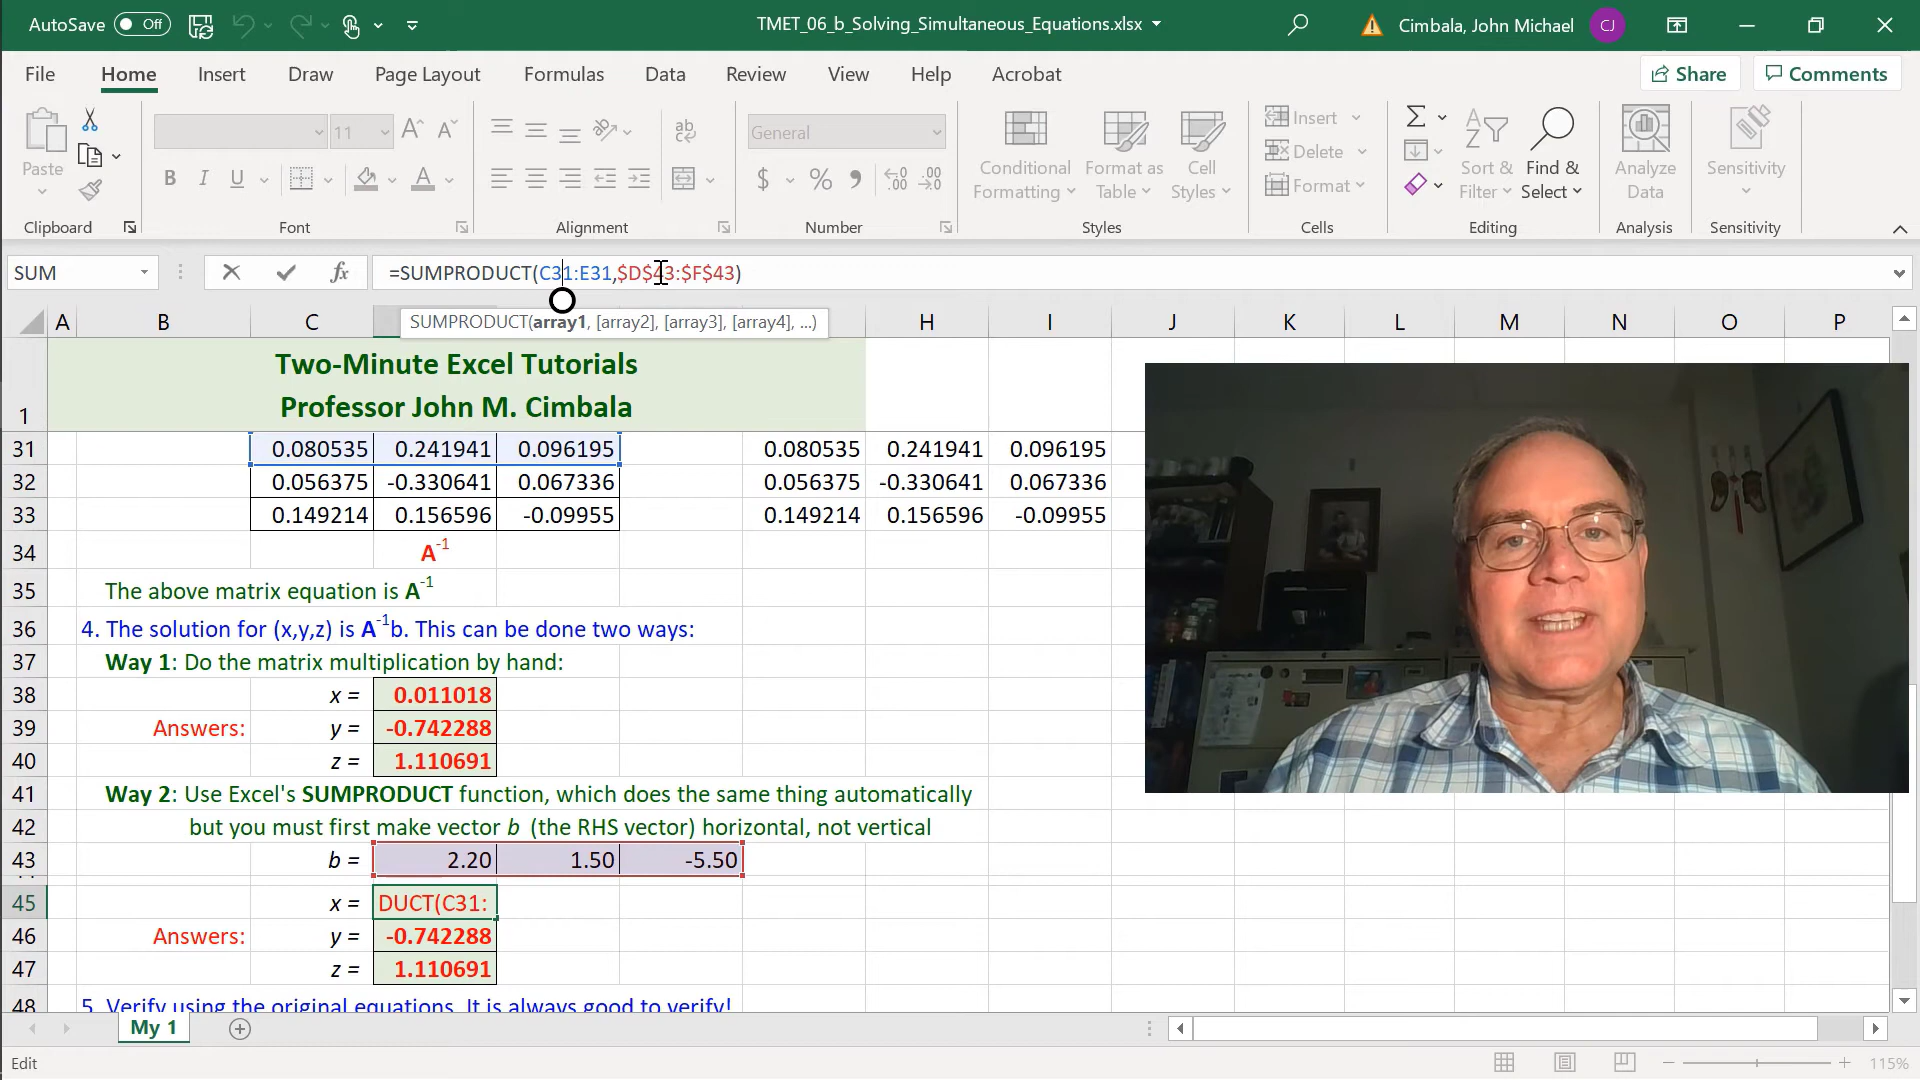 AutoSave Off
TMET_06_b_Solving_Simultaneous_Equations.xlsx
Cimbala, John Michael CJ
File Home Insert Draw Page Layout Formulas Data Review View Help Acrobat
Share Comments
Paste
11
General
Conditional Formatting
Format as Table
Cell Styles
Insert
Delete
Format
Sort & Filter
Find & Select
Analyze Data
Sensitivity
Clipboard Font Alignment Number Styles Cells Editing Analysis Sensitivity
SUM
fx
=SUMPRODUCT(C31:E31,$D$43:$F$43)
SUMPRODUCT(array1, [array2], [array3], [array4], ...)
A B C H I J K L M N O P
Two-Minute Excel Tutorials
1 Professor John M. Cimbala
31 0.080535 0.241941 0.096195 0.080535 0.241941 0.096195
32 0.056375 -0.330641 0.067336 0.056375 -0.330641 0.067336
33 0.149214 0.156596 -0.09955 0.149214 0.156596 -0.09955
34 A-1
35 The above matrix equation is A-1
36 4. The solution for (x,y,z) is A-1b. This can be done two ways:
37 Way 1: Do the matrix multiplication by hand:
38 x = 0.011018
39 Answers: y = -0.742288
40 z = 1.110691
41 Way 2: Use Excel's SUMPRODUCT function, which does the same thing automatically
42 but you must first make vector b (the RHS vector) horizontal, not vertical
43 b = 2.20 1.50 -5.50
45 x = DUCT(C31:
46 Answers: y = -0.742288
47 z = 1.110691
48 5. Verify using the original equations. It is always good to verify!
My 1
Edit
115%